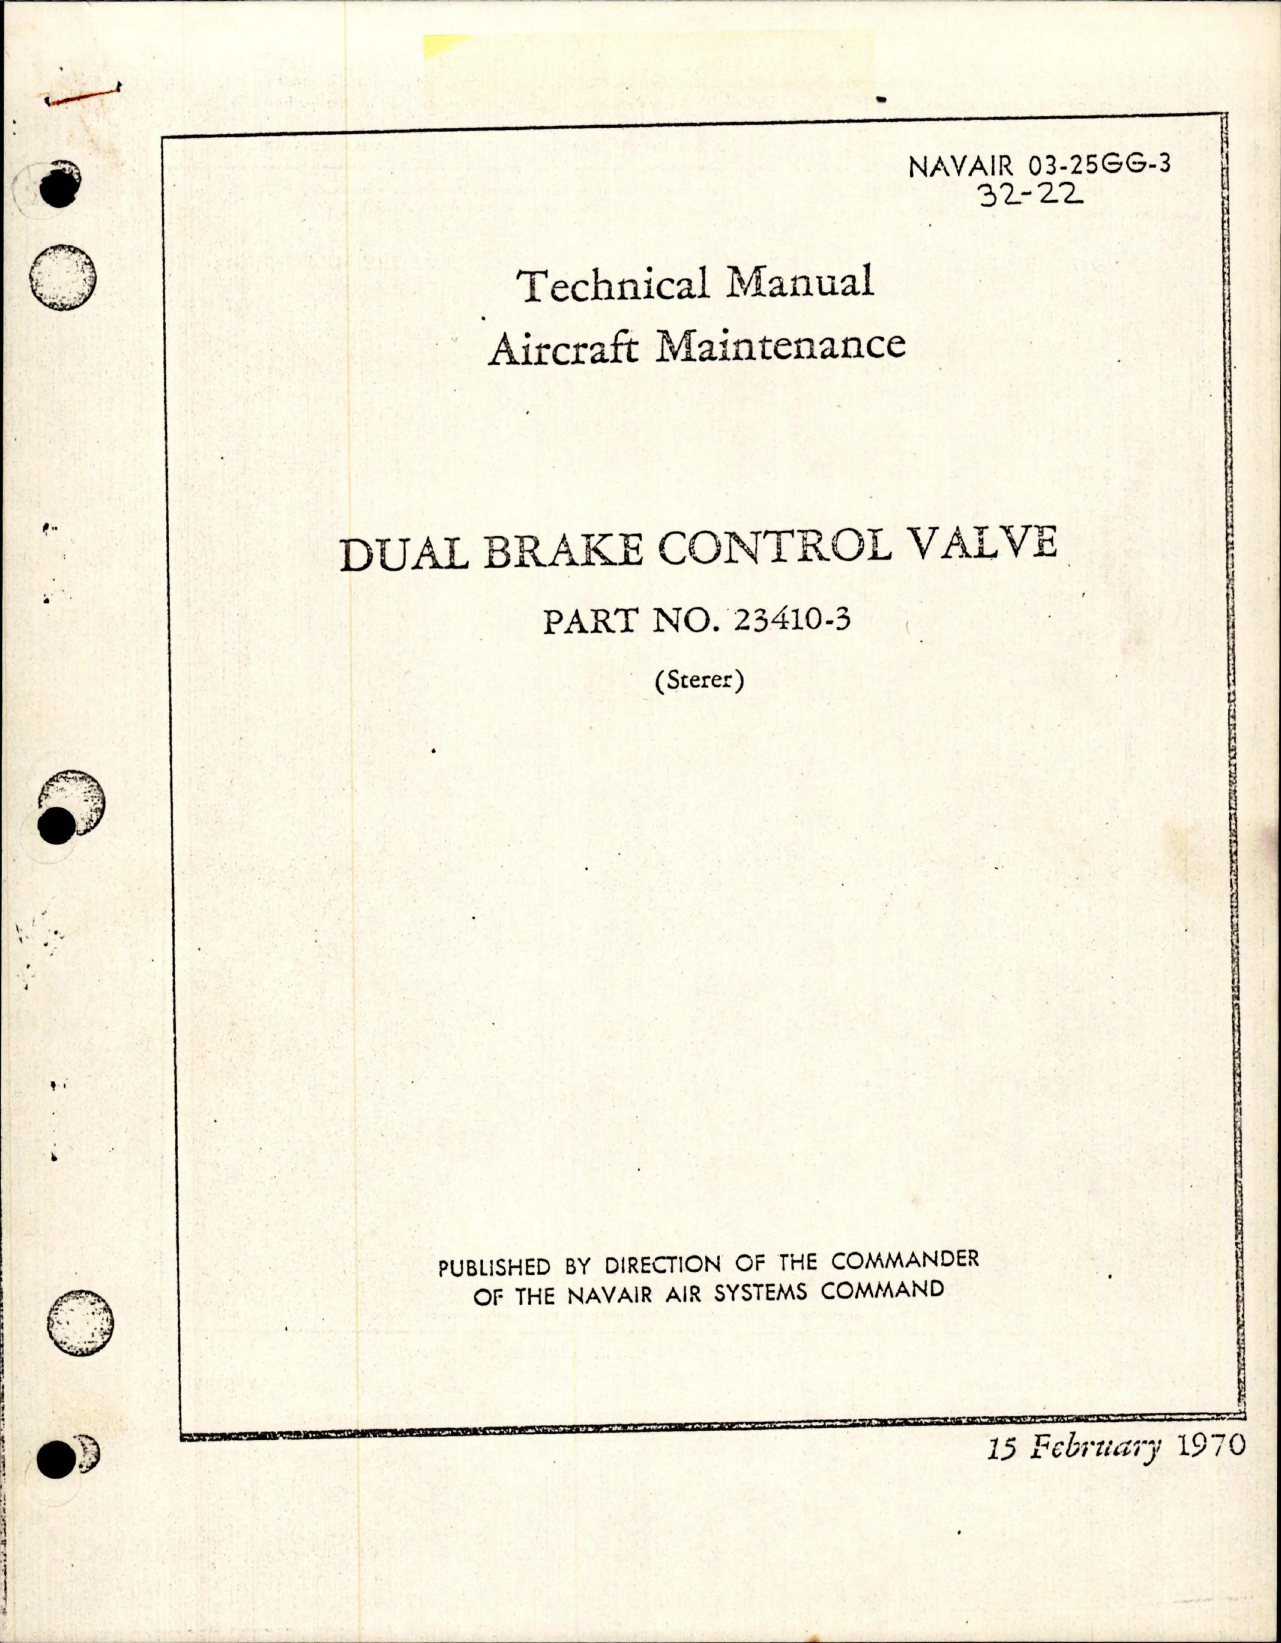 NAVAIR 03-25GG-3
32-22
Technical Manual
Aircraft Maintenance
DUAL BRAKE CONTROL VALVE
PART NO. 23410-3
(Sterer)
PUBLISHED BY DIRECTION OF THE COMMANDER
OF THE NAVAIR AIR SYSTEMS COMMAND
15 February 1970